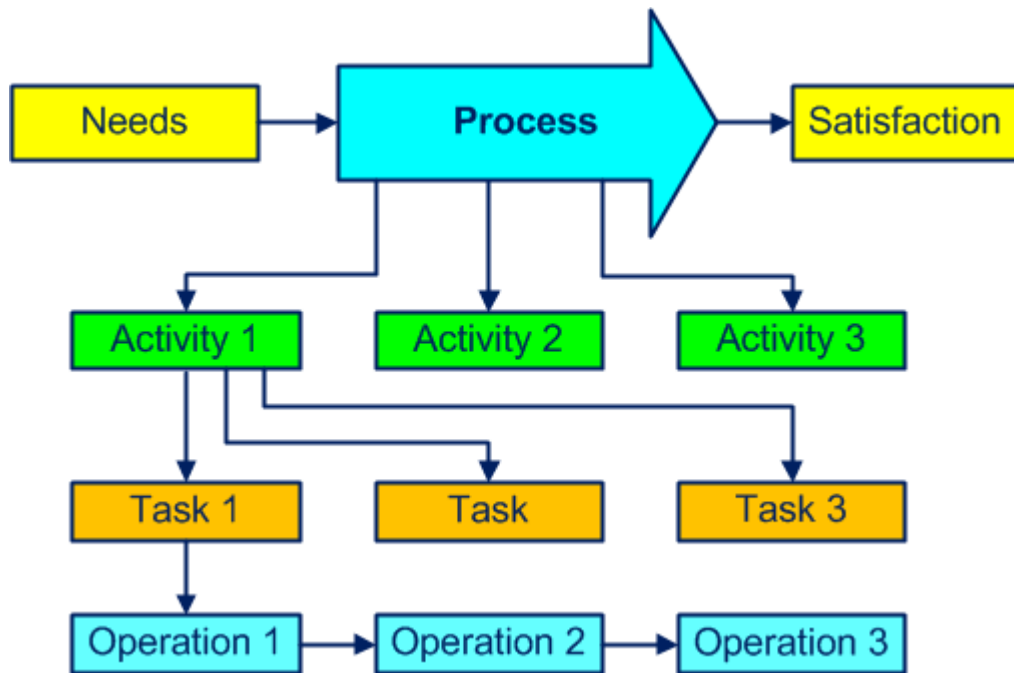 Needs
Process
Satisfaction
Activity 1
Activity 2
Activity 3
Task 1
Task
Task 3
Operation 1
Operation 2
Operation 3